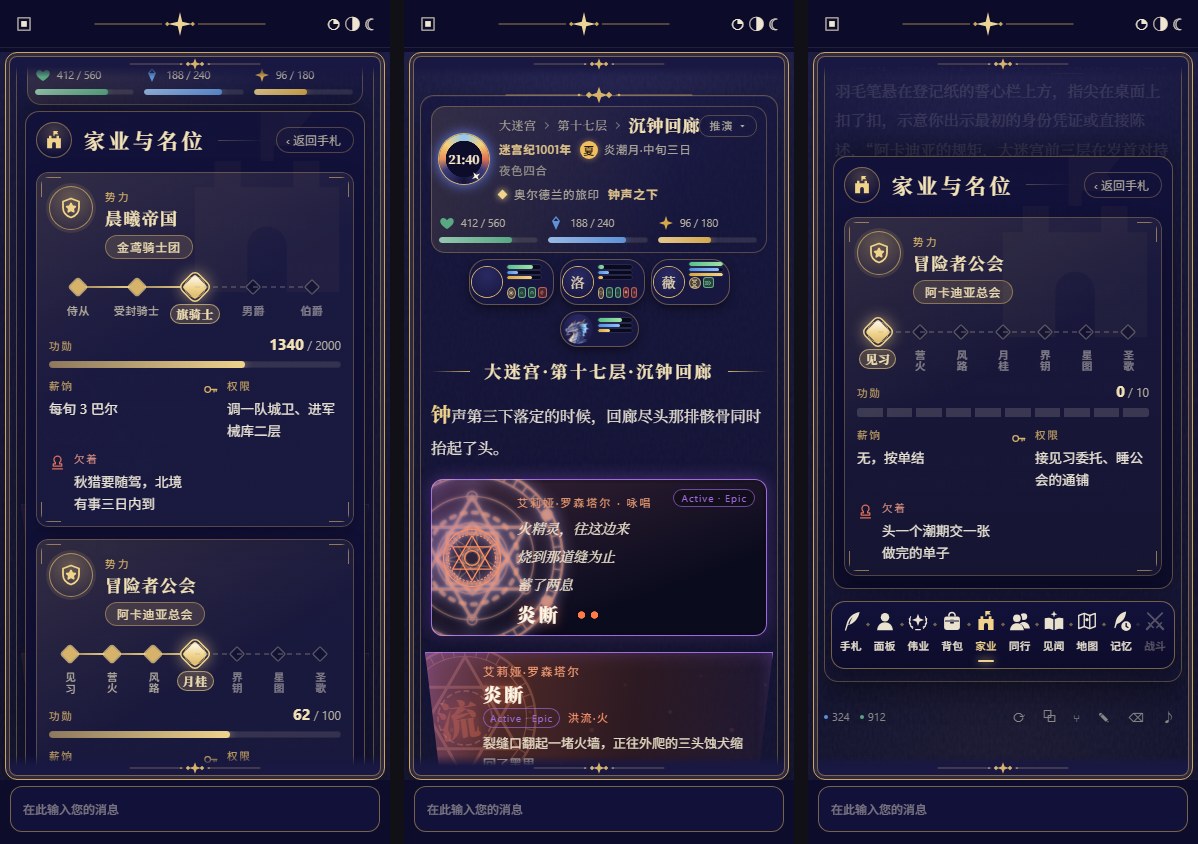 412 / 560
188 / 240
96 / 180
家业与名位
‹ 返回手札
势力
晨曦帝国
金鸢骑士团
侍从
受封骑士
旗骑士
男爵
伯爵
功勋
1340 / 2000
薪饷
每旬 3 巴尔
权限
调一队城卫、进军
械库二层
欠着
秋猎要随驾，北境
有事三日内到
势力
冒险者公会
阿卡迪亚总会
见习
营火
风路
月桂
界钥
星图
圣歌
功勋
62 / 100
薪饷
权限
在此输入您的消息
大迷宫 › 第十七层 › 沉钟回廊
推演
21:40
迷宫纪1001年 夏 炎潮月·中旬三日
夜色四合
奥尔德兰的旅印 钟声之下
412 / 560
188 / 240
96 / 180
洛
薇
大迷宫·第十七层·沉钟回廊
钟声第三下落定的时候，回廊尽头那排骸骨同时
抬起了头。
艾莉娅·罗森塔尔 · 咏唱
Active · Epic
火精灵，往这边来
烧到那道缝为止
蓄了两息
炎断
流
艾莉娅·罗森塔尔
炎断
Active · Epic 洪流·火
裂缝口翻起一堵火墙，正往外爬的三头蚀犬缩
在此输入您的消息
羽毛笔悬在登记纸的誓心栏上方，指尖在桌面上
扣了扣，示意你出示最初的身份凭证或直接陈
述。“阿卡迪亚的规矩，大迷宫前三层在岁首对持
家业与名位
‹ 返回手札
势力
冒险者公会
阿卡迪亚总会
见习
营火
风路
月桂
界钥
星图
圣歌
功勋
0 / 10
薪饷
无，按单结
权限
接见习委托、睡公
会的通铺
欠着
头一个潮期交一张
做完的单子
手札
面板
伟业
背包
家业
同行
见闻
地图
记忆
战斗
324
912
在此输入您的消息